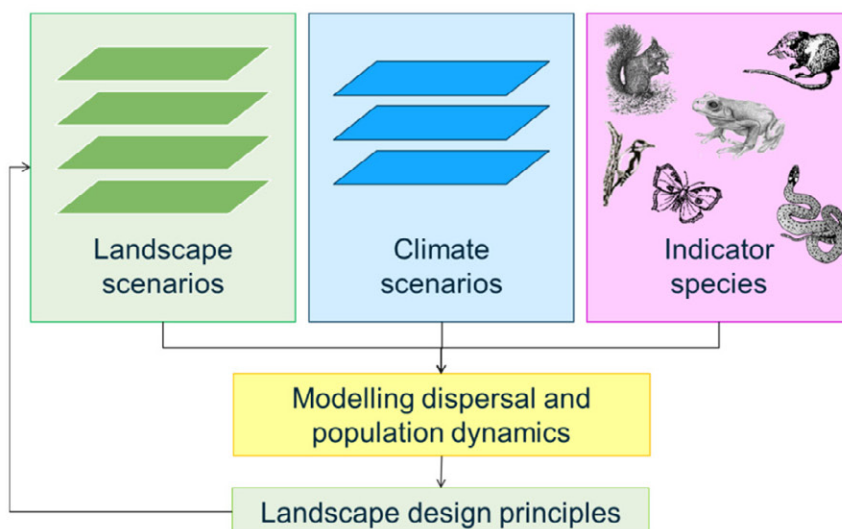 Landscape
scenarios
Climate
scenarios
Indicator
species
Modelling dispersal and
population dynamics
Landscape design principles